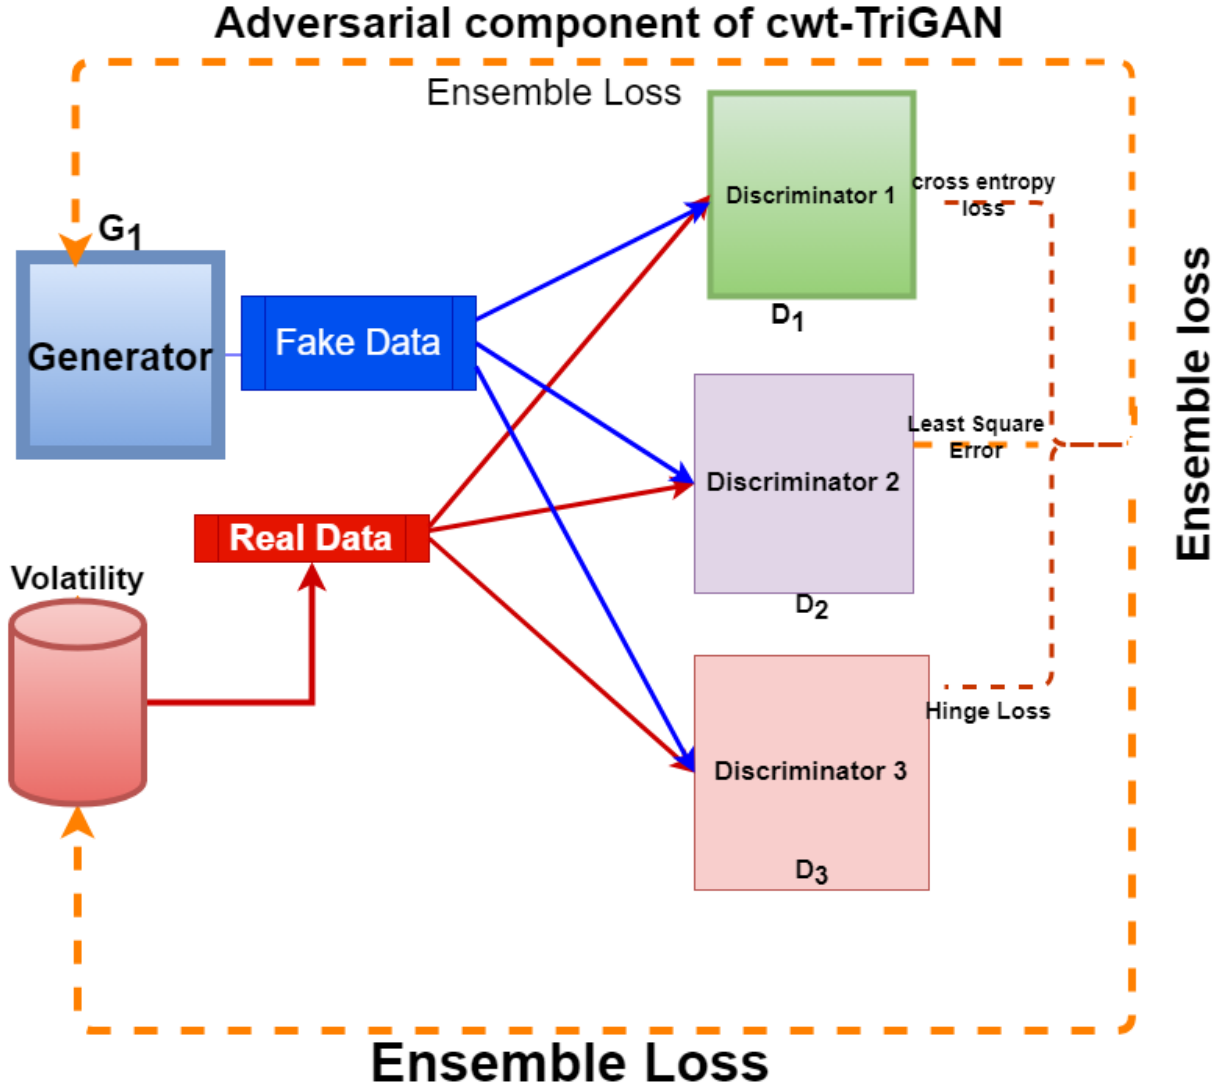 Adversarial component of cwt-TriGAN
Ensemble Loss
G1
Generator
Fake Data
Discriminator 1
cross entropy
loss
D1
Ensemble loss
Least Square
Error
Discriminator 2
D2
Real Data
Volatility
Hinge Loss
Discriminator 3
D3
Ensemble Loss